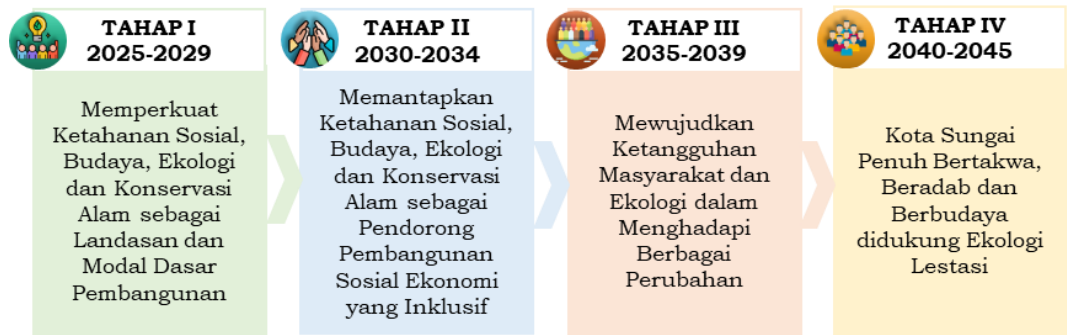 TAHAP I
2025-2029
Memperkuat
Ketahanan Sosial,
Budaya, Ekologi
dan Konservasi
Alam sebagai
Landasan dan
Modal Dasar
Pembangunan
TAHAP II
2030-2034
Memantapkan
Ketahanan Sosial,
Budaya, Ekologi
dan Konservasi
Alam sebagai
Pendorong
Pembangunan
Sosial Ekonomi
yang Inklusif
TAHAP III
2035-2039
Mewujudkan
Ketangguhan
Masyarakat dan
Ekologi dalam
Menghadapi
Berbagai
Perubahan
TAHAP IV
2040-2045
Kota Sungai
Penuh Bertakwa,
Beradab dan
Berbudaya
didukung Ekologi
Lestasi